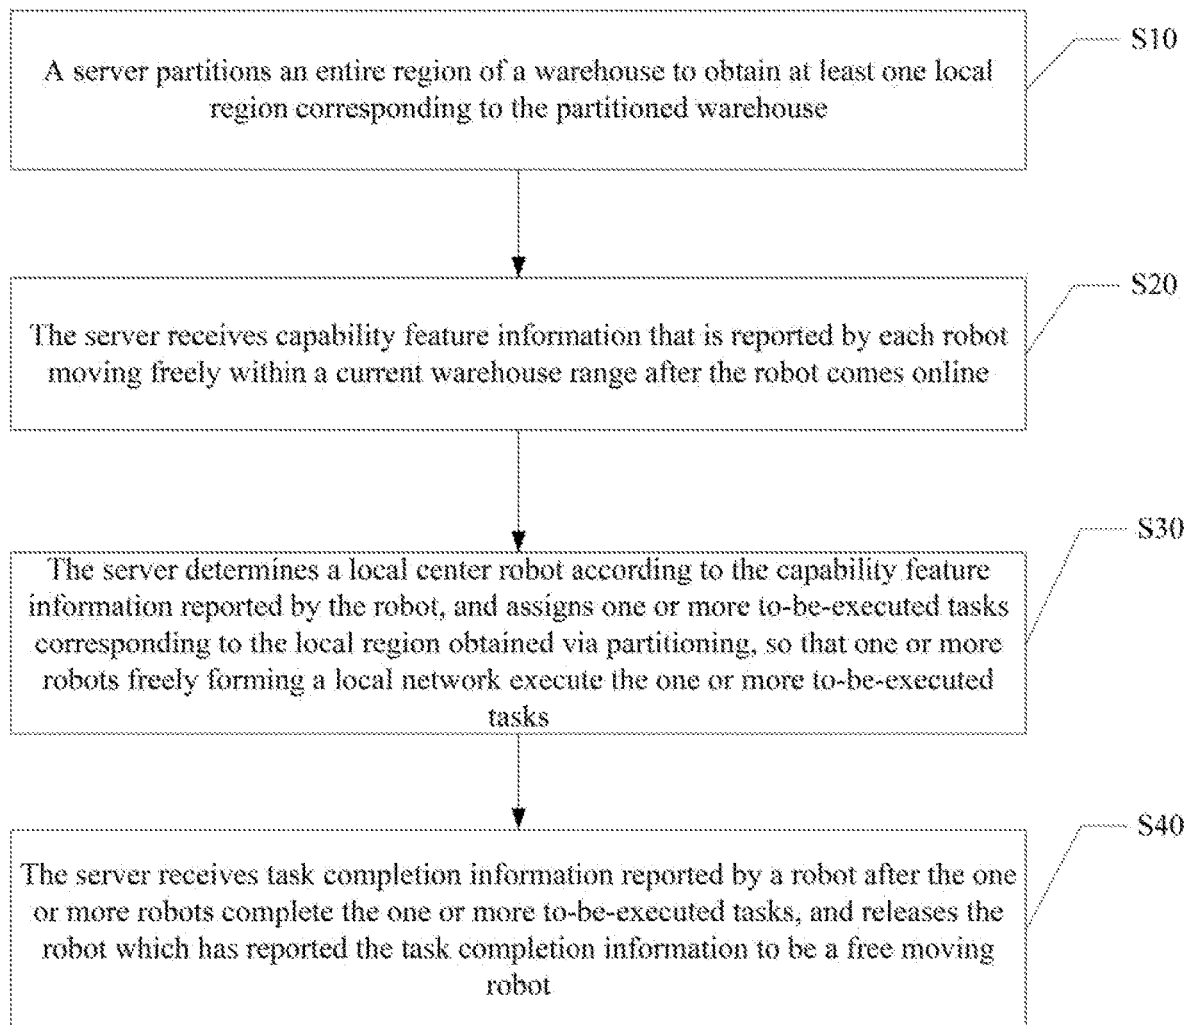 S10
A server partitions an entire region of a warehouse to obtain at least one local
region corresponding to the partitioned warehouse
S20
The server receives capability feature information that is reported by each robot
moving freely within a current warehouse range after the robot comes online
S30
The server determines a local center robot according to the capability feature
information reported by the robot, and assigns one or more to-be-executed tasks
corresponding to the local region obtained via partitioning, so that one or more
robots freely forming a local network execute the one or more to-be-executed
tasks
S40
The server receives task completion information reported by a robot after the one
or more robots complete the one or more to-be-executed tasks, and releases the
robot which has reported the task completion information to be a free moving
robot